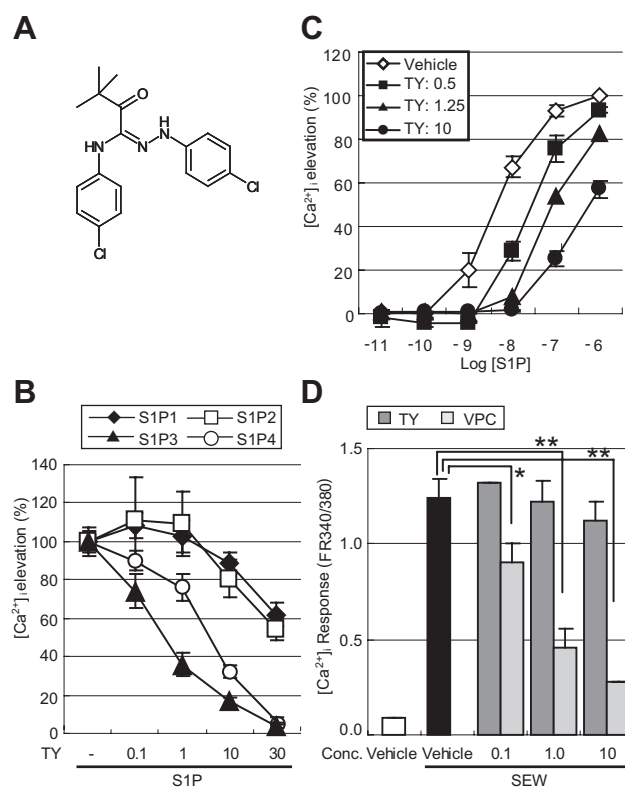 A
O
HN
N
H
N
Cl
Cl
C
[Ca²⁺]ᵢ elevation (%)
Vehicle
TY: 0.5
TY: 1.25
TY: 10
120
100
80
60
40
20
0
-11 -10 -9 -8 -7 -6
Log [S1P]
B
S1P1 S1P2
S1P3 S1P4
[Ca²⁺]ᵢ elevation (%)
140
120
100
80
60
40
20
0
TY - 0.1 1 10 30
S1P
D
TY VPC
[Ca²⁺]ᵢ Response (FR340/380)
1.5
1.0
0.5
0.0
**
**
*
Conc. Vehicle Vehicle 0.1 1.0 10
SEW